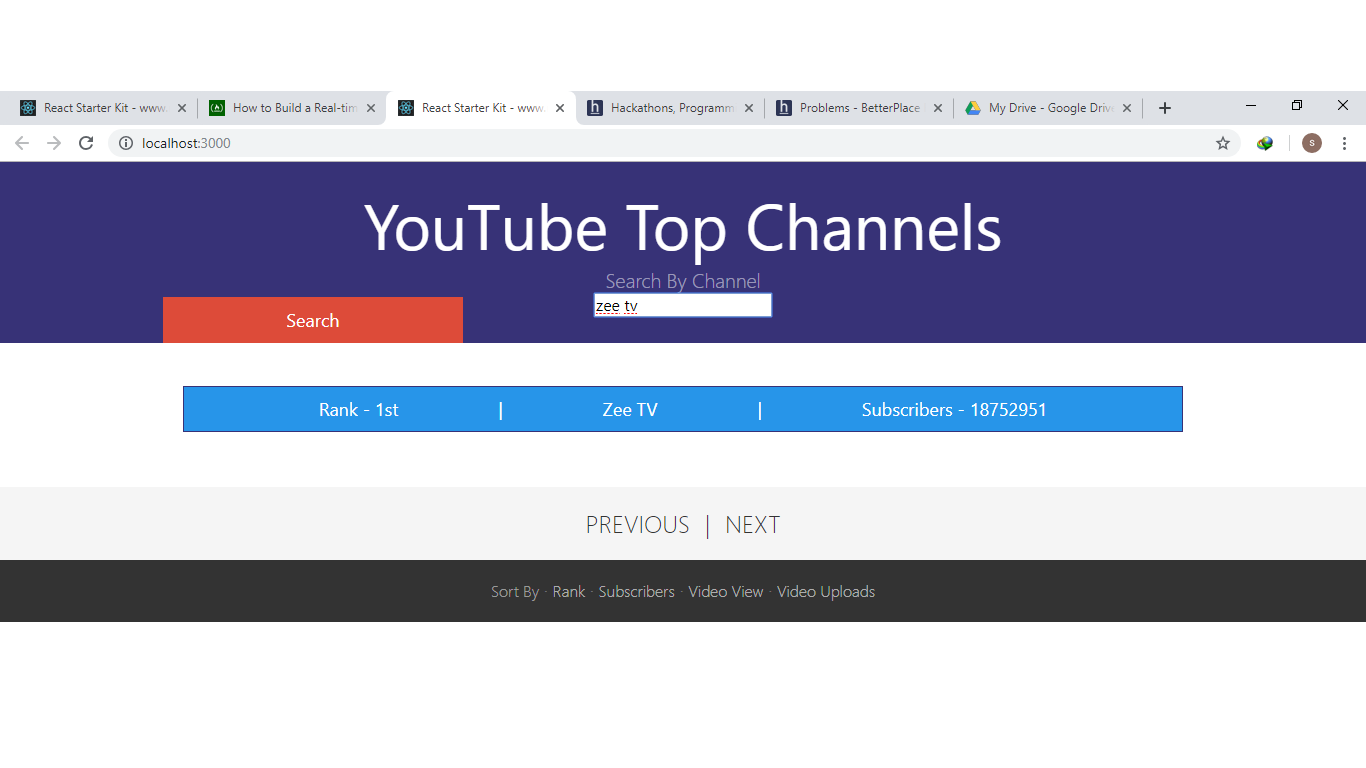 React Starter Kit - www. How to Build a Real-tim React Starter Kit - www. Hackathons, Programm Problems - BetterPlace My Drive - Google Drive
localhost:3000 s
YouTube Top Channels
Search By Channel
zee tv
Search
Rank - 1st | Zee TV | Subscribers - 18752951
PREVIOUS | NEXT
Sort By · Rank · Subscribers · Video View · Video Uploads